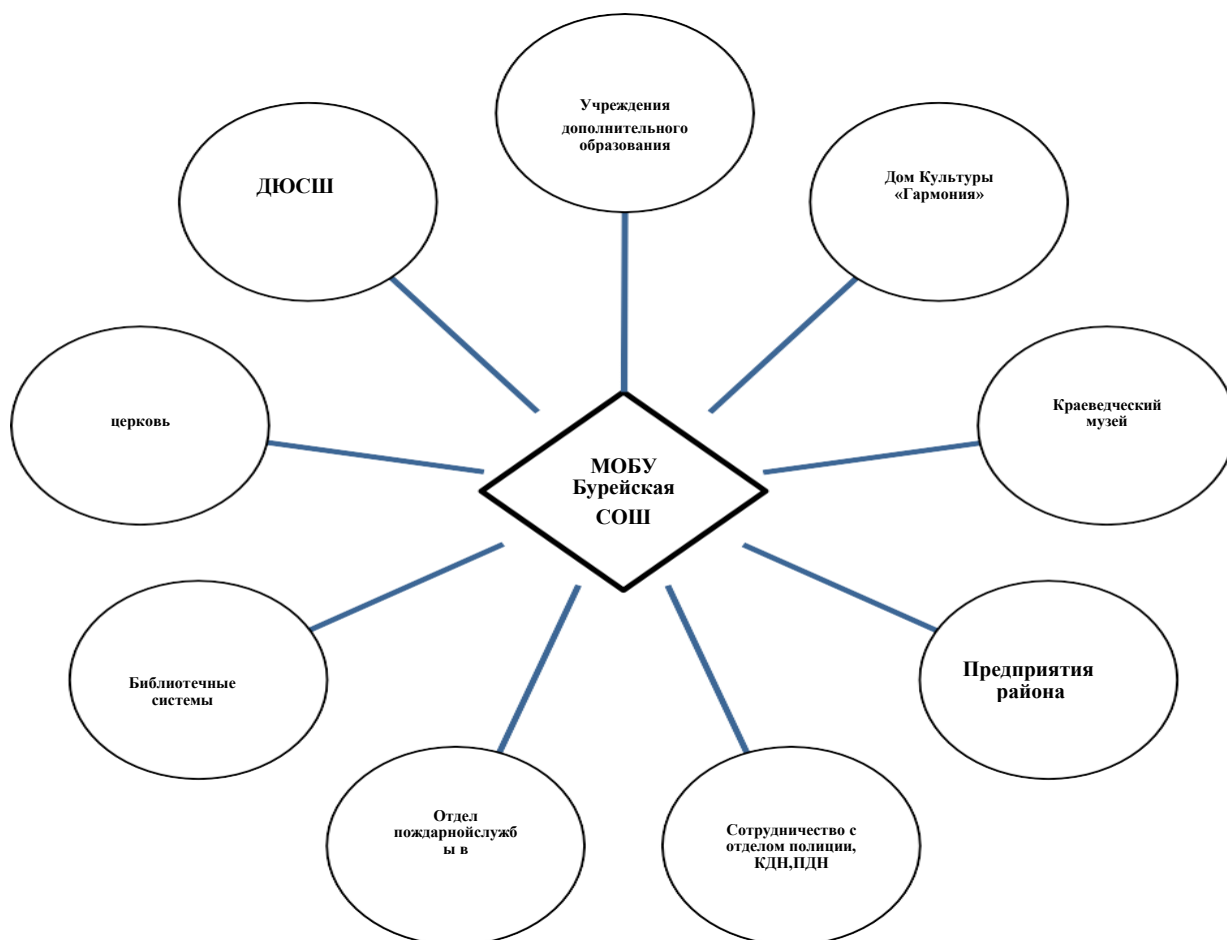 Учреждения
дополнительного
образования
ДЮСШ
Дом Культуры
«Гармония»
церковь
Краеведческий
музей
МОБУ
Бурейская
СОШ
Библиотечные
системы
Предприятия
района
Отдел
пождарнойслужб
ы в
Сотрудничество с
отделом полиции,
КДН,ПДН